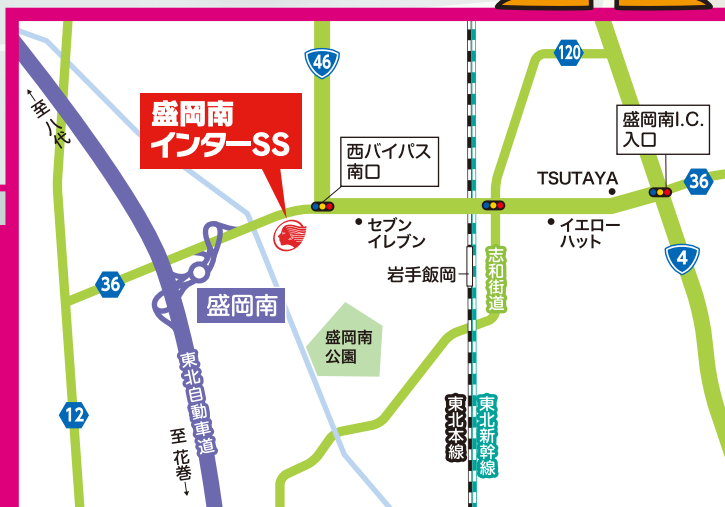 46
120
至 八代
盛岡南
インターSS
西バイパス
南口
盛岡南I.C.
入口
TSUTAYA
36
セブン
イレブン
イエロー
ハット
4
岩手飯岡
志和街道
36
盛岡南
盛岡南
公園
東北自動車道
12
至 花巻
東北本線
東北新幹線